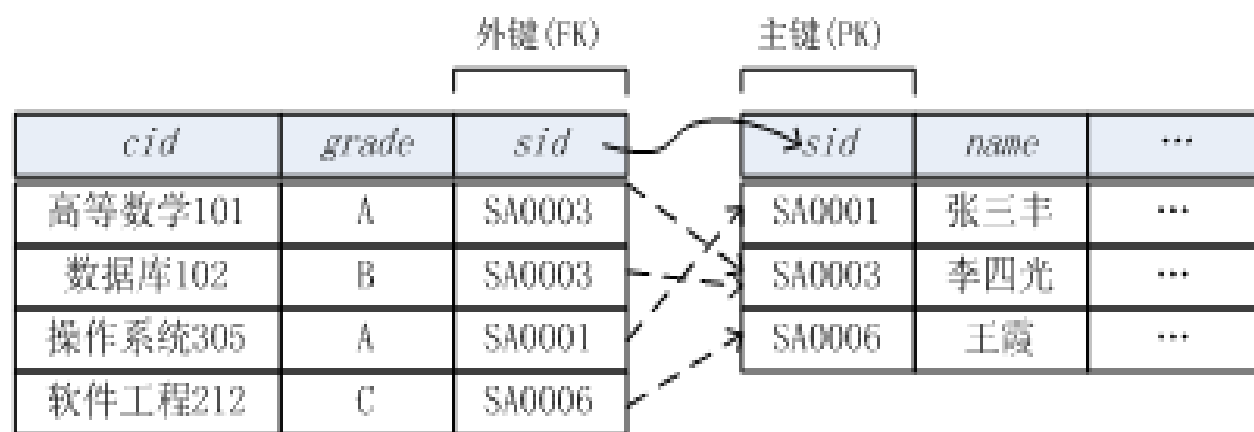 外键(FK) 主键(PK)
cid grade sid sid name ...
高等数学101 A SA0003 SA0001 张三丰 ...
数据库102 B SA0003 SA0003 李四光 ...
操作系统305 A SA0001 SA0006 王霞 ...
软件工程212 C SA0006